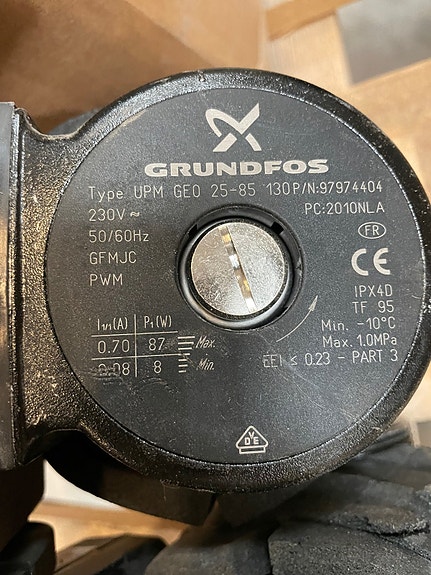 GRUNDFOS
Type UPM GEO 25-85 130 P/N:97974404
230V ≂ PC:2010NLA
50/60Hz FR
GFMJC CE
PWM IPX4D
TF 95
Min. -10°C
I1/1(A) P1(W) Max. 1.0MPa
0.70 87 Max. EEI ≤ 0.23 - PART 3
0.08 8 Min.
VDE